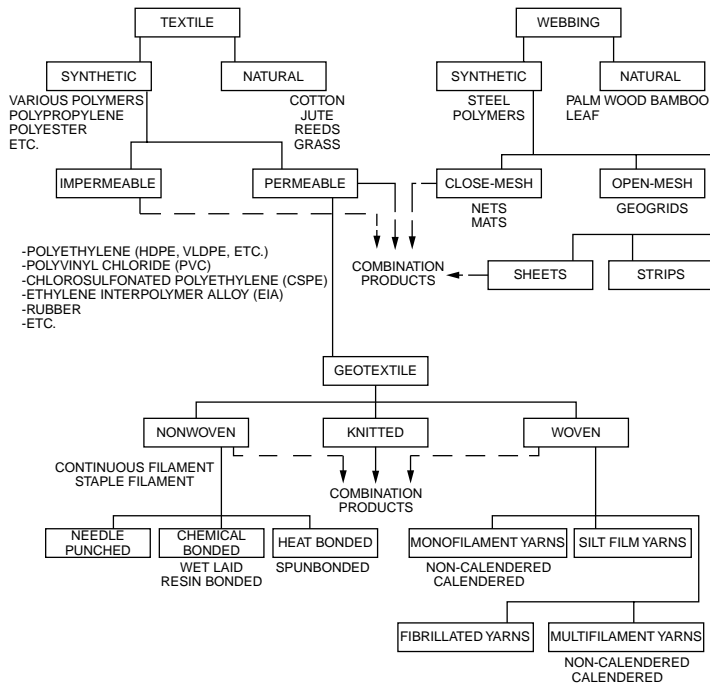 TEXTILE
WEBBING
SYNTHETIC
NATURAL
SYNTHETIC
NATURAL
VARIOUS POLYMERS
POLYPROPYLENE
POLYESTER
ETC.
COTTON
JUTE
REEDS
GRASS
STEEL
POLYMERS
PALM WOOD BAMBOO
LEAF
IMPERMEABLE
PERMEABLE
CLOSE-MESH
OPEN-MESH
NETS
MATS
GEOGRIDS
-POLYETHYLENE (HDPE, VLDPE, ETC.)
-POLYVINYL CHLORIDE (PVC)
-CHLOROSULFONATED POLYETHYLENE (CSPE)
-ETHYLENE INTERPOLYMER ALLOY (EIA)
-RUBBER
-ETC.
COMBINATION
PRODUCTS
SHEETS
STRIPS
GEOTEXTILE
NONWOVEN
KNITTED
WOVEN
CONTINUOUS FILAMENT
STAPLE FILAMENT
COMBINATION
PRODUCTS
NEEDLE
PUNCHED
CHEMICAL
BONDED
HEAT BONDED
MONOFILAMENT YARNS
SILT FILM YARNS
WET LAID
RESIN BONDED
SPUNBONDED
NON-CALENDERED
CALENDERED
FIBRILLATED YARNS
MULTIFILAMENT YARNS
NON-CALENDERED
CALENDERED